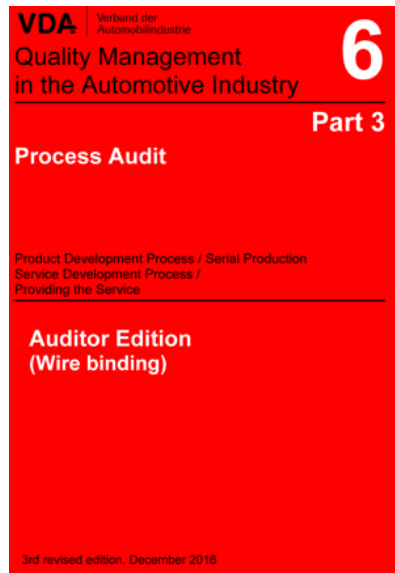 VDA
Verband der
Automobilindustrie
Quality Management
in the Automotive Industry
6
Part 3
Process Audit
Product Development Process / Serial Production
Service Development Process /
Providing the Service
Auditor Edition
(Wire binding)
3rd revised edition, December 2016